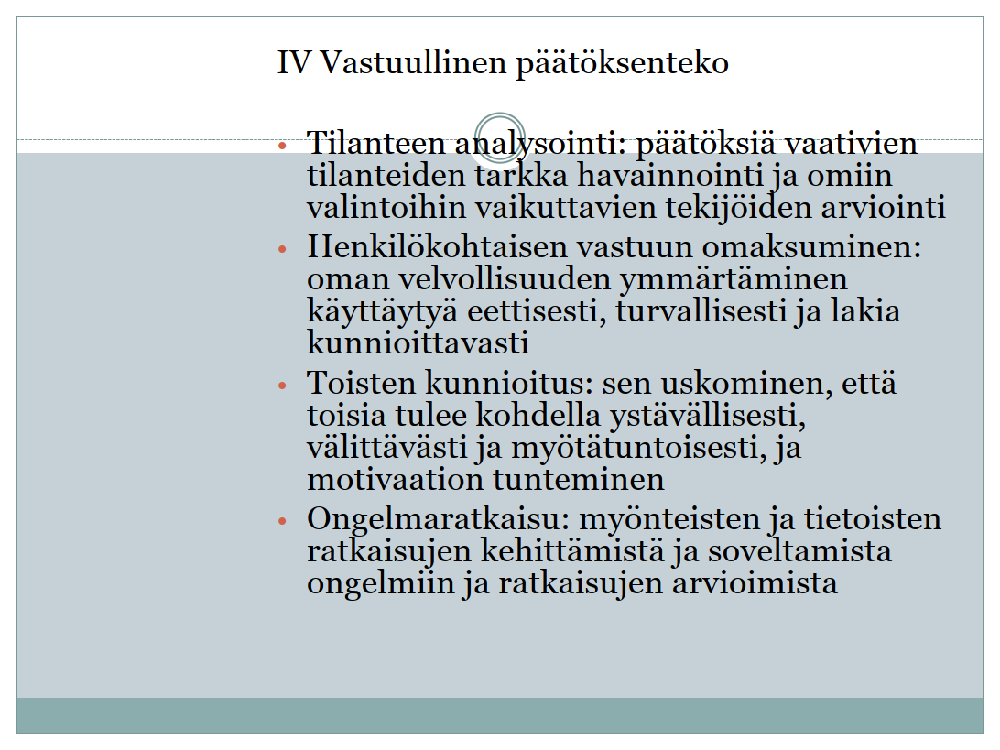 IV Vastuullinen päätöksenteko
• Tilanteen analysointi: päätöksiä vaativien
tilanteiden tarkka havainnointi ja omiin
valintoihin vaikuttavien tekijöiden arviointi
• Henkilökohtaisen vastuun omaksuminen:
oman velvollisuuden ymmärtäminen
käyttäytyä eettisesti, turvallisesti ja lakia
kunnioittavasti
• Toisten kunnioitus: sen uskominen, että
toisia tulee kohdella ystävällisesti,
välittävästi ja myötätuntoisesti, ja
motivaation tunteminen
• Ongelmaratkaisu: myönteisten ja tietoisten
ratkaisujen kehittämistä ja soveltamista
ongelmiin ja ratkaisujen arvioimista